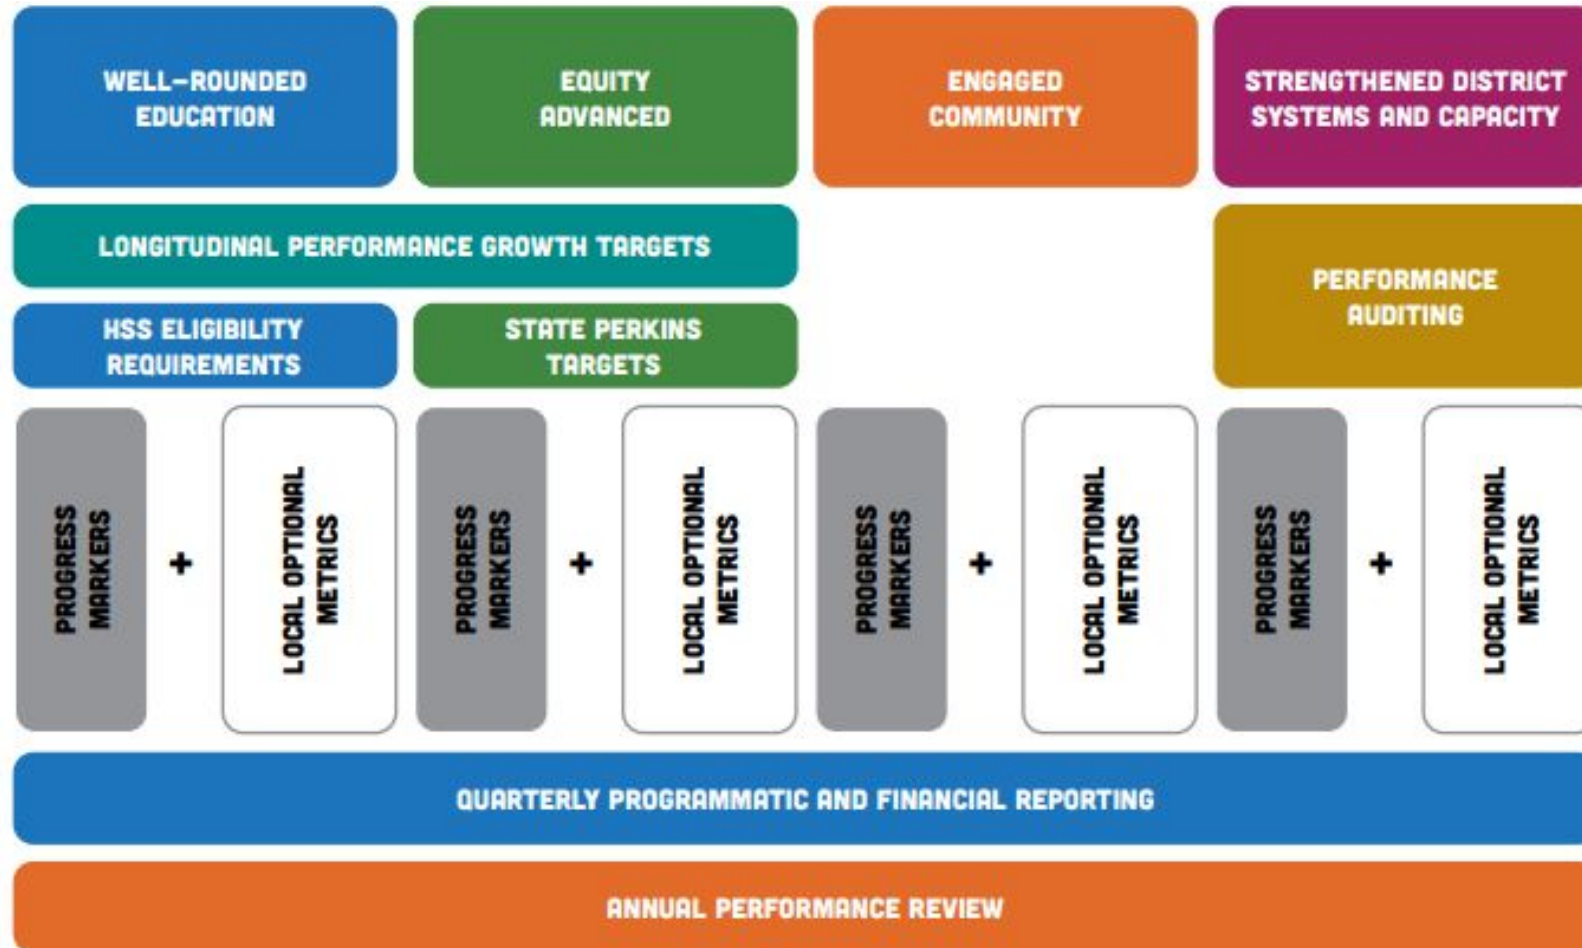 WELL-ROUNDED
EDUCATION
EQUITY
ADVANCED
ENGAGED
COMMUNITY
STRENGTHENED DISTRICT
SYSTEMS AND CAPACITY
LONGITUDINAL PERFORMANCE GROWTH TARGETS
PERFORMANCE
AUDITING
HSS ELIGIBILITY
REQUIREMENTS
STATE PERKINS
TARGETS
PROGRESS
MARKERS
+
LOCAL OPTIONAL
METRICS
PROGRESS
MARKERS
+
LOCAL OPTIONAL
METRICS
PROGRESS
MARKERS
+
LOCAL OPTIONAL
METRICS
PROGRESS
MARKERS
+
LOCAL OPTIONAL
METRICS
QUARTERLY PROGRAMMATIC AND FINANCIAL REPORTING
ANNUAL PERFORMANCE REVIEW